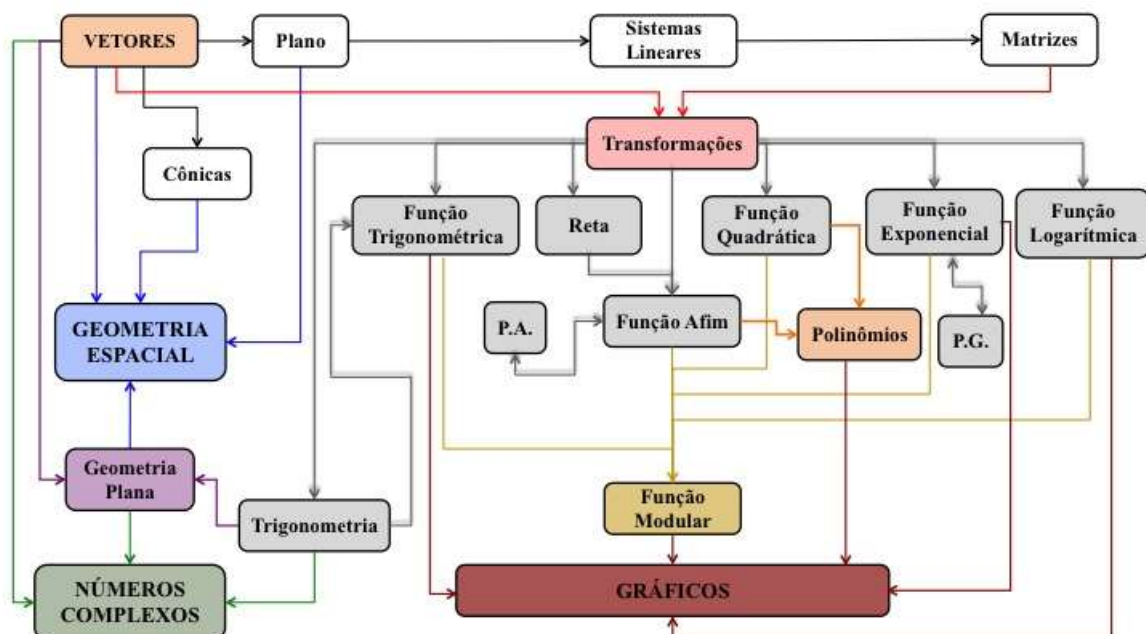 VETORES
Plano
Sistemas
Lineares
Matrizes
Transformações
Cônicas
Função
Trigonométrica
Reta
Função
Quadrática
Função
Exponencial
Função
Logarítmica
GEOMETRIA
ESPACIAL
P.A.
Função Afim
Polinômios
P.G.
Geometria
Plana
Trigonometria
Função
Modular
NÚMEROS
COMPLEXOS
GRÁFICOS